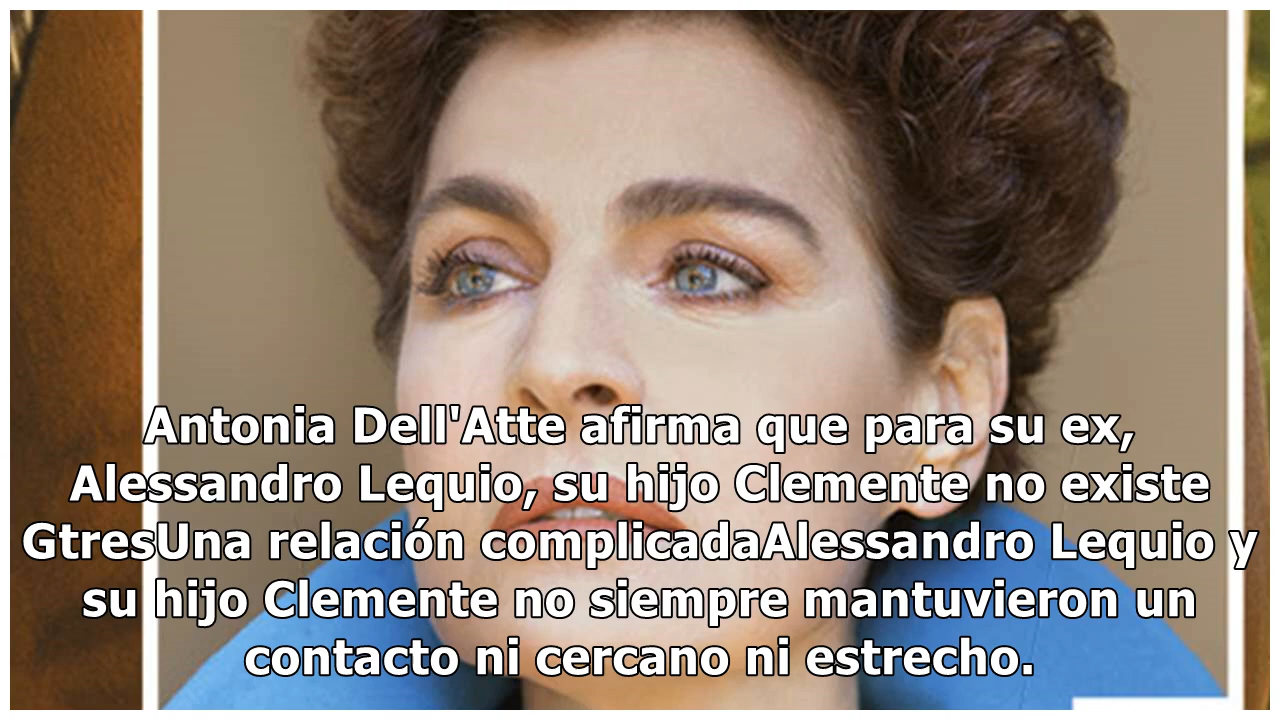 Antonia Dell'Atte afirma que para su ex,
Alessandro Lequio, su hijo Clemente no existe
GtresUna relación complicadaAlessandro Lequio y
su hijo Clemente no siempre mantuvieron un
contacto ni cercano ni estrecho.